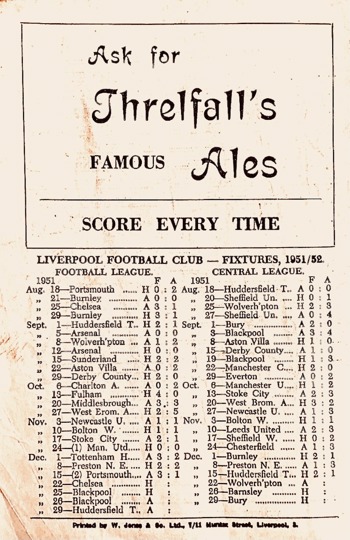 Ask for
Threlfall's
FAMOUS Ales
SCORE EVERY TIME
LIVERPOOL FOOTBALL CLUB — FIXTURES, 1951/52.
FOOTBALL LEAGUE. CENTRAL LEAGUE.
1951 F A 1951 F A
Aug. 18—Portsmouth ...... H 0 : 2 Aug. 18—Huddersfield T.. A 0 : 0
„ 21—Burnley ............ A 0 : 0 „ 20—Sheffield Un. .... H 0 : 1
„ 25—Chelsea ............ A 3 : 1 „ 25—Wolverh'pton .. H 2 : 3
„ 29—Burnley ............ H 3 : 1 „ 27—Sheffield Un. .... A 0 : 4
Sept. 1—Huddersfield T.. H 2 : 1 Sept. 1—Bury ............... A 2 : 0
„ 5—Arsenal ............ A 0 : 0 „ 3—Blackpool ......... A 3 : 4
„ 8—Wolverh'pton ... A 1 : 2 „ 8—Aston Villa ...... H 1 : 0
„ 12—Arsenal ............ H 0 : 0 „ 15—Derby County... A 1 : 0
„ 15—Sunderland ...... H 2 : 2 „ 19—Blackpool ......... H 1 : 3
„ 22—Aston Villa ...... A 0 : 2 „ 22—Manchester C... H 2 : 0
„ 29—Derby County.. H 2 : 0 „ 29—Everton ............ A 0 : 2
Oct. 6—Charlton A. ...... A 0 : 2 Oct. 6—Manchester U... H 1 : 2
„ 13—Fulham ............ H 4 : 0 „ 13—Stoke City ......... A 2 : 3
„ 20—Middlesbrough.. A 3 : 3 „ 20—West Brom. A... H 3 : 2
„ 27—West Brom. A... H 2 : 5 „ 27—Newcastle U. .... A 1 : 3
Nov. 3—Newcastle U. .... A 1 : 1 Nov. 3—Bolton W. ......... H 1 : 1
„ 10—Bolton W. ......... H 1 : 1 „ 10—Leeds United ... A 2 : 3
„ 17—Stoke City ........ A 2 : 1 „ 17—Sheffield W. ...... H 0 : 2
„ 24—(1) Man. Utd..... H 0 : 0 „ 24—Chesterfield ...... A 1 : 3
Dec. 1—Tottenham H...... A 3 : 2 Dec. 1—Burnley ............ H 2 : 1
„ 8—Preston N. E. ..... H 2 : 2 „ 8—Preston N. E. .... A 1 : 3
„ 15—(2) Portsmouth.. A 3 : 1 „ 15—Huddersfield T... H 2 : 1
„ 22—Chelsea ............ H : „ 22—Wolverh'pton ... A :
„ 25—Blackpool ......... H : „ 26—Barnsley ......... H :
„ 26—Blackpool ......... A : „ 29—Bury ............... H :
„ 29—Huddersfield T.. A :
Printed by W. Jones & Co. Ltd., 7/11 Street, Liverpool, 8.